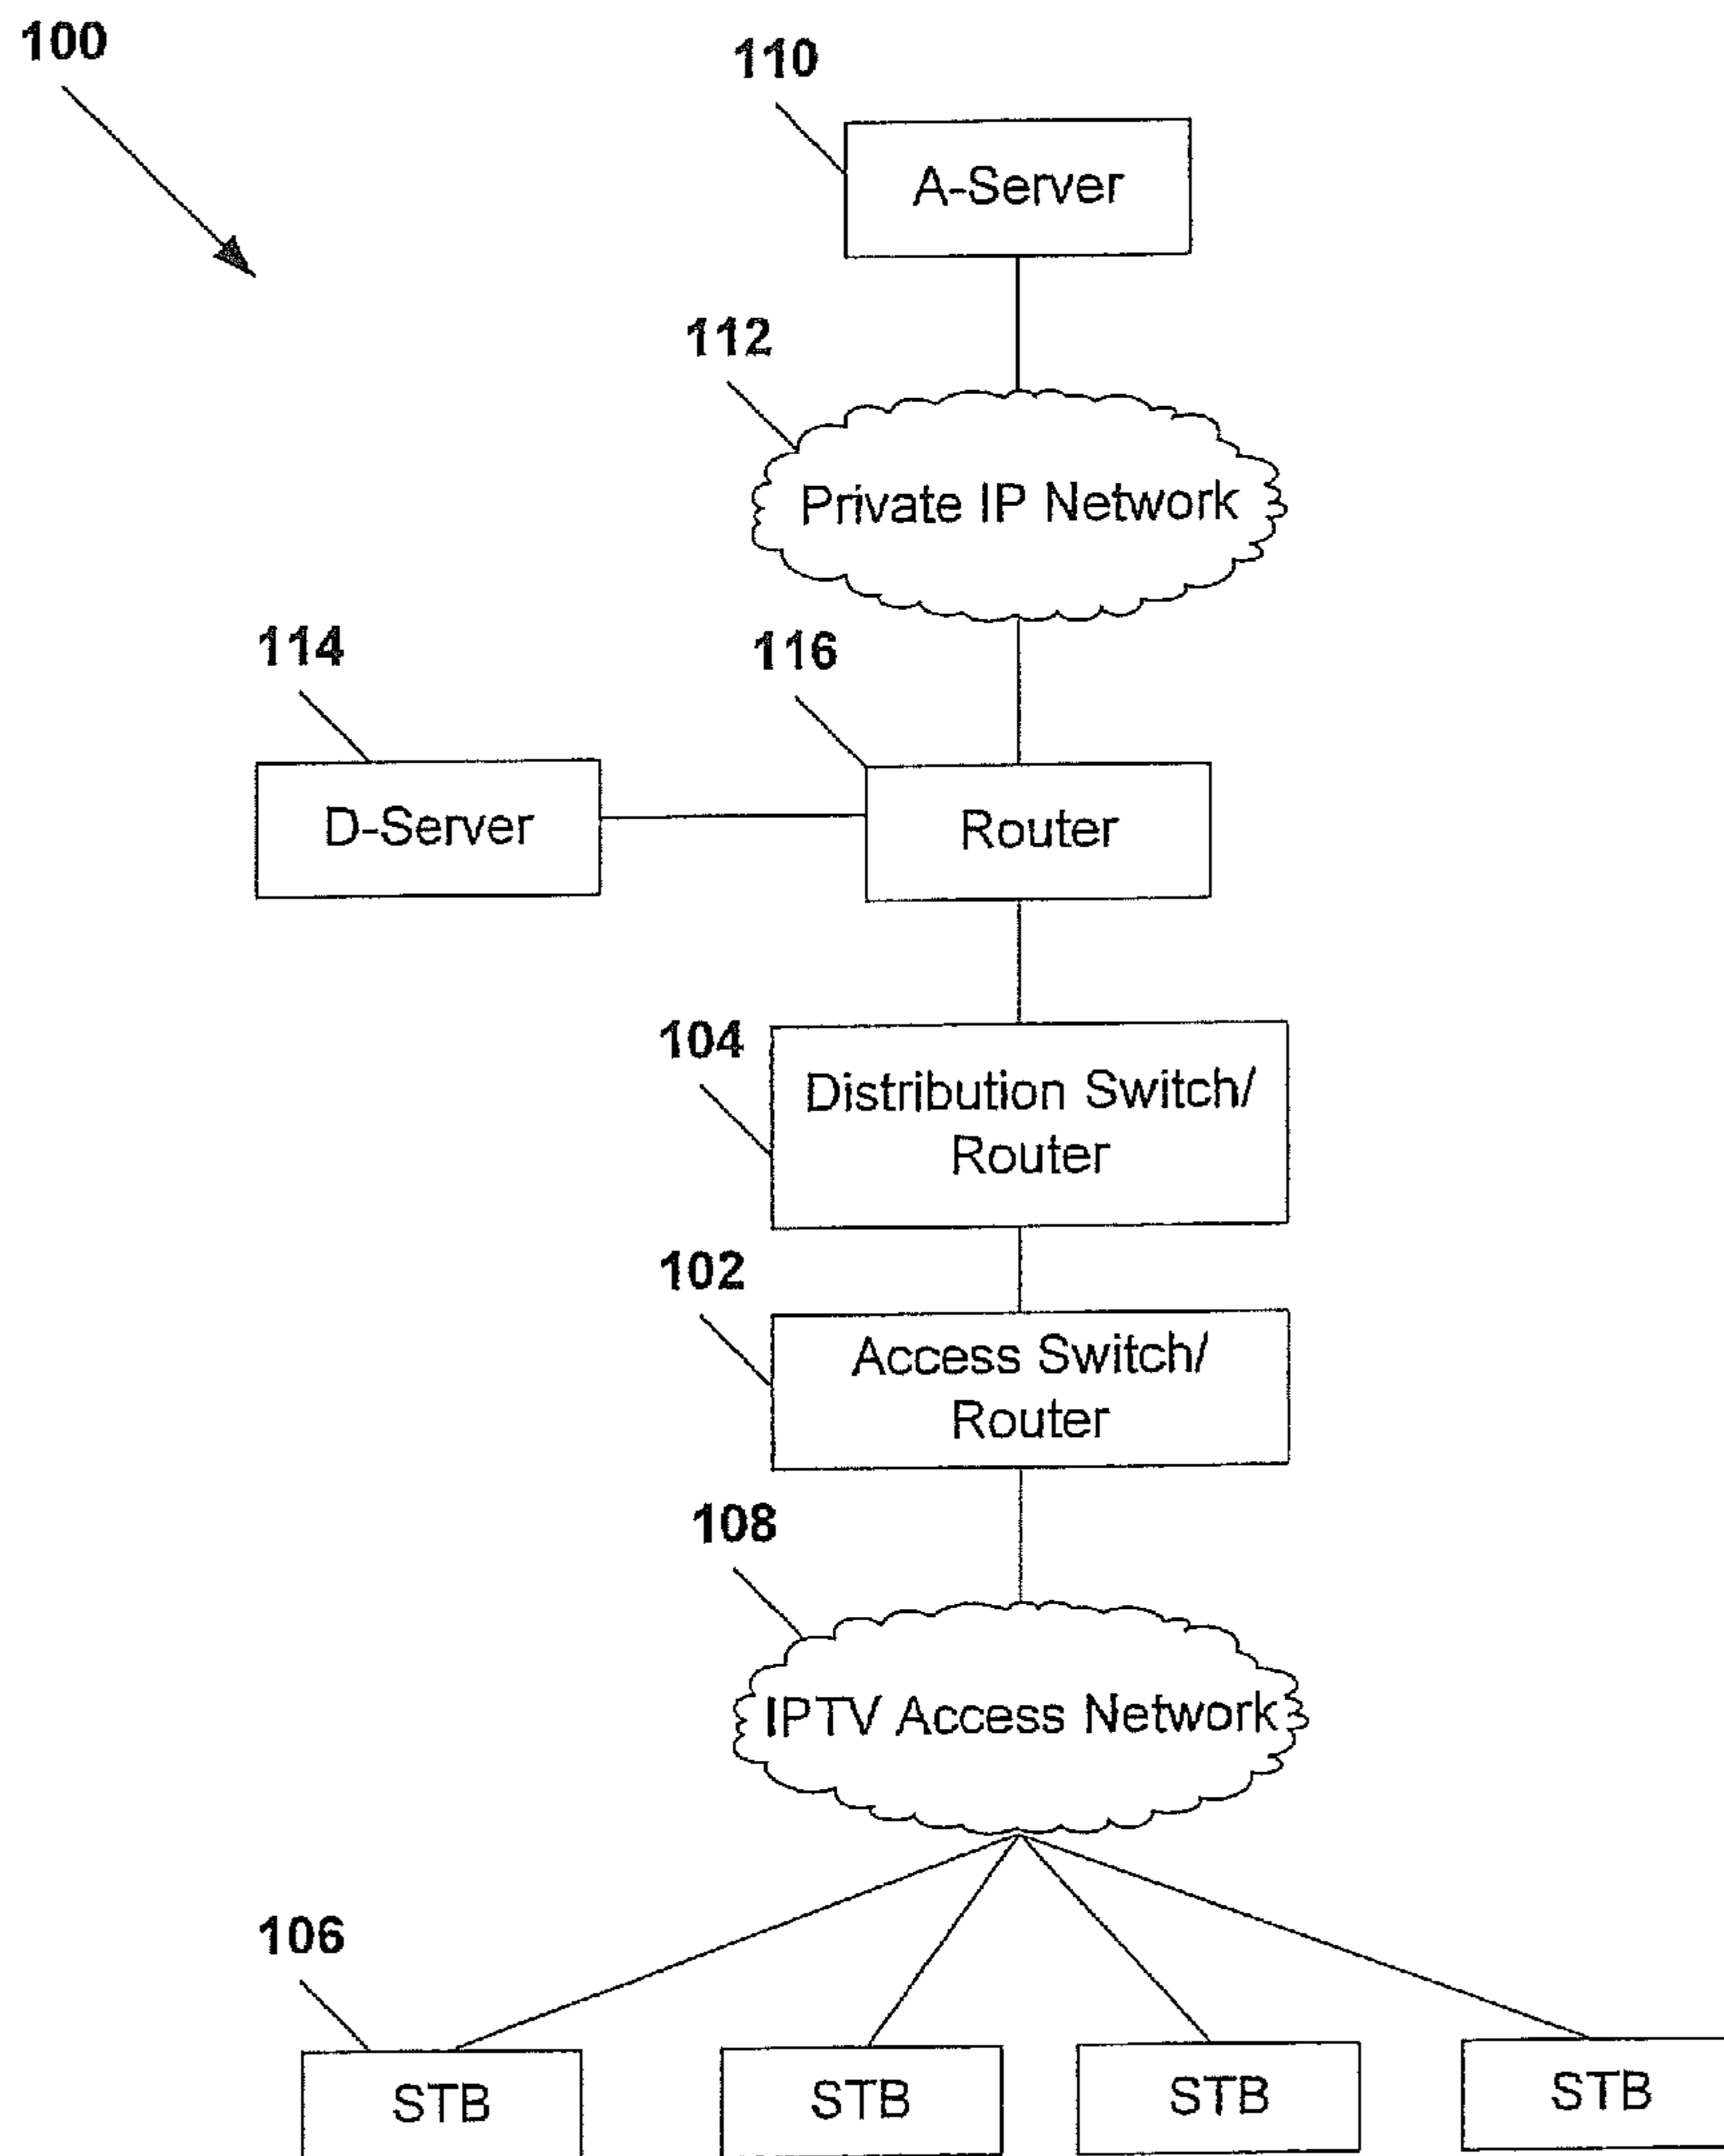 100
110
A-Server
112
Private IP Network
114
116
D-Server
Router
104
Distribution Switch/
Router
102
Access Switch/
Router
108
IPTV Access Network
106
STB
STB
STB
STB